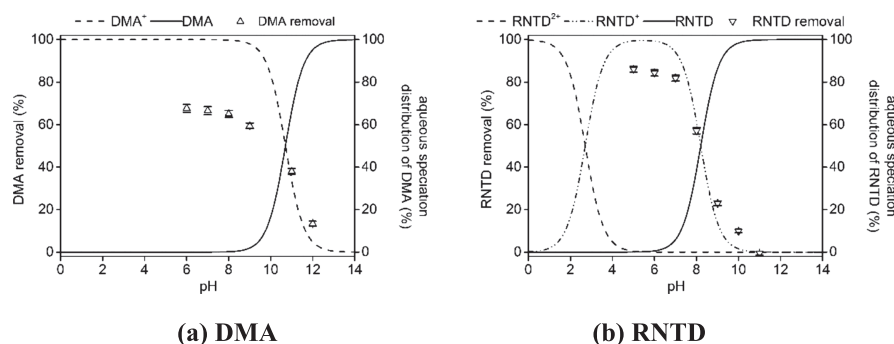 DMA⁺ DMA DMA removal
100 80 60 40 20 0
DMA removal (%)
0 2 4 6 8 10 12 14
pH
100 80 60 40 20 0
aqueous speciation
distribution of DMA (%)
(a) DMA
RNTD²⁺ RNTD⁺ RNTD RNTD removal
100 80 60 40 20 0
RNTD removal (%)
0 2 4 6 8 10 12 14
pH
100 80 60 40 20 0
aqueous speciation
distribution of RNTD (%)
(b) RNTD